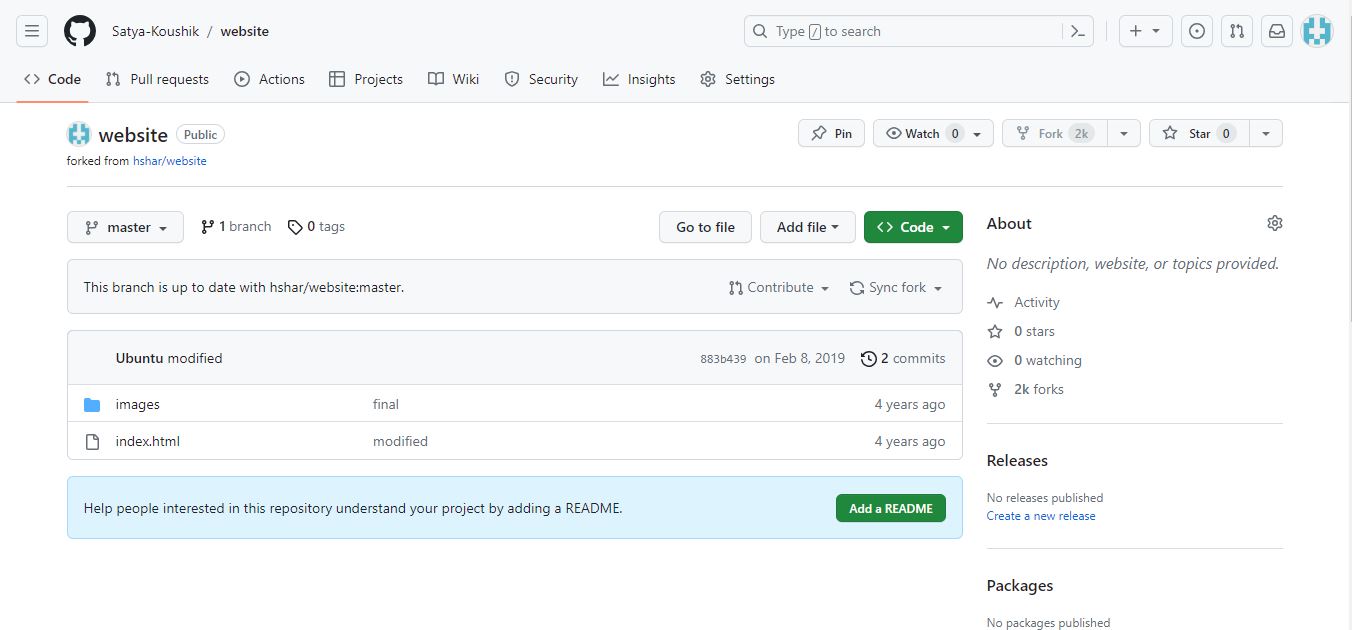 Satya-Koushik / website
Type / to search
Code Pull requests Actions Projects Wiki Security Insights Settings
website Public
Pin Watch 0 Fork 2k Star 0
forked from hshar/website
master 1 branch 0 tags Go to file Add file Code
This branch is up to date with hshar/website:master. Contribute Sync fork
Ubuntu modified 883b439 on Feb 8, 2019 2 commits
images final 4 years ago
index.html modified 4 years ago
Help people interested in this repository understand your project by adding a README. Add a README
About
No description, website, or topics provided.
Activity
0 stars
0 watching
2k forks
Releases
No releases published
Create a new release
Packages
No packages published